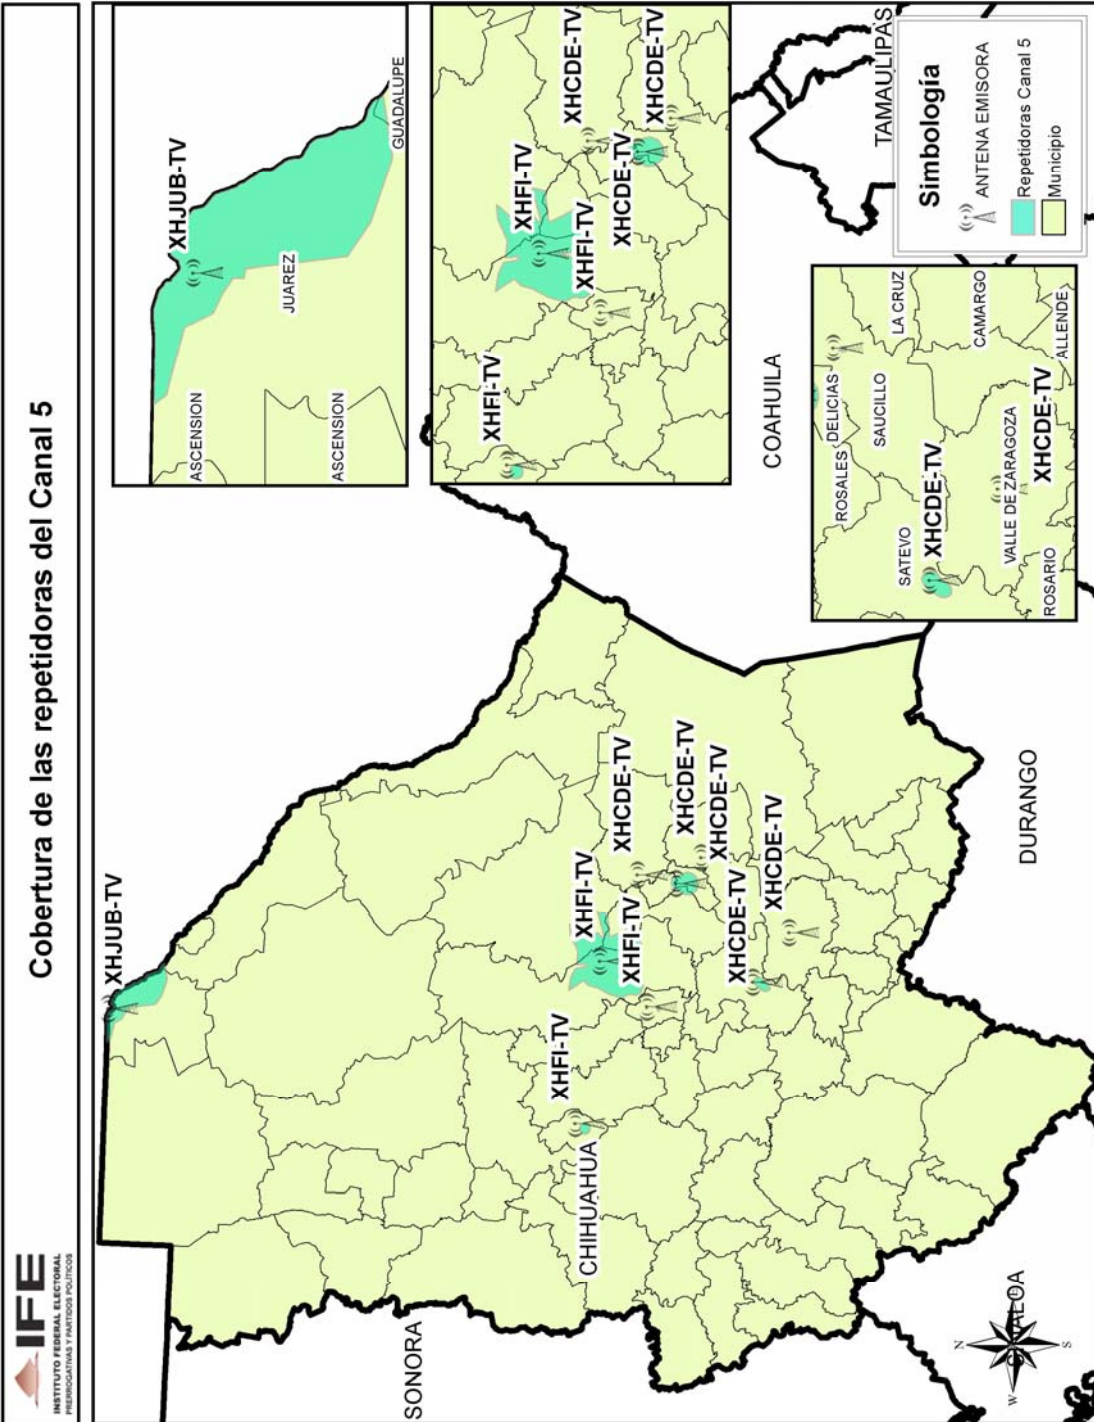 IFE
INSTITUTO FEDERAL ELECTORAL
PRERROGATIVAS Y PARTIDOS POLÍTICOS
Cobertura de las repetidoras del Canal 5
XHJUB-TV
XHFI-TV
CHIHUAHUA
XHFI-TV
XHFI-TV
XHCDE-TV
XHCDE-TV
XHCDE-TV
XHCDE-TV
XHCDE-TV
SONORA
DURANGO
COAHUILA
TAMAULIPAS
N
W
S
XHJUB-TV
ASCENSION
JUAREZ
GUADALUPE
ASCENSION
XHFI-TV
XHFI-TV
XHFI-TV
XHCDE-TV
XHCDE-TV
XHCDE-TV
ROSALES
DELICIAS
SAUCILLO
LA CRUZ
SATEVO
XHCDE-TV
CAMARGO
VALLE DE ZARAGOZA
XHCDE-TV
ROSARIO
ALLENDE
Simbología
ANTENA EMISORA
Repetidoras Canal 5
Municipio